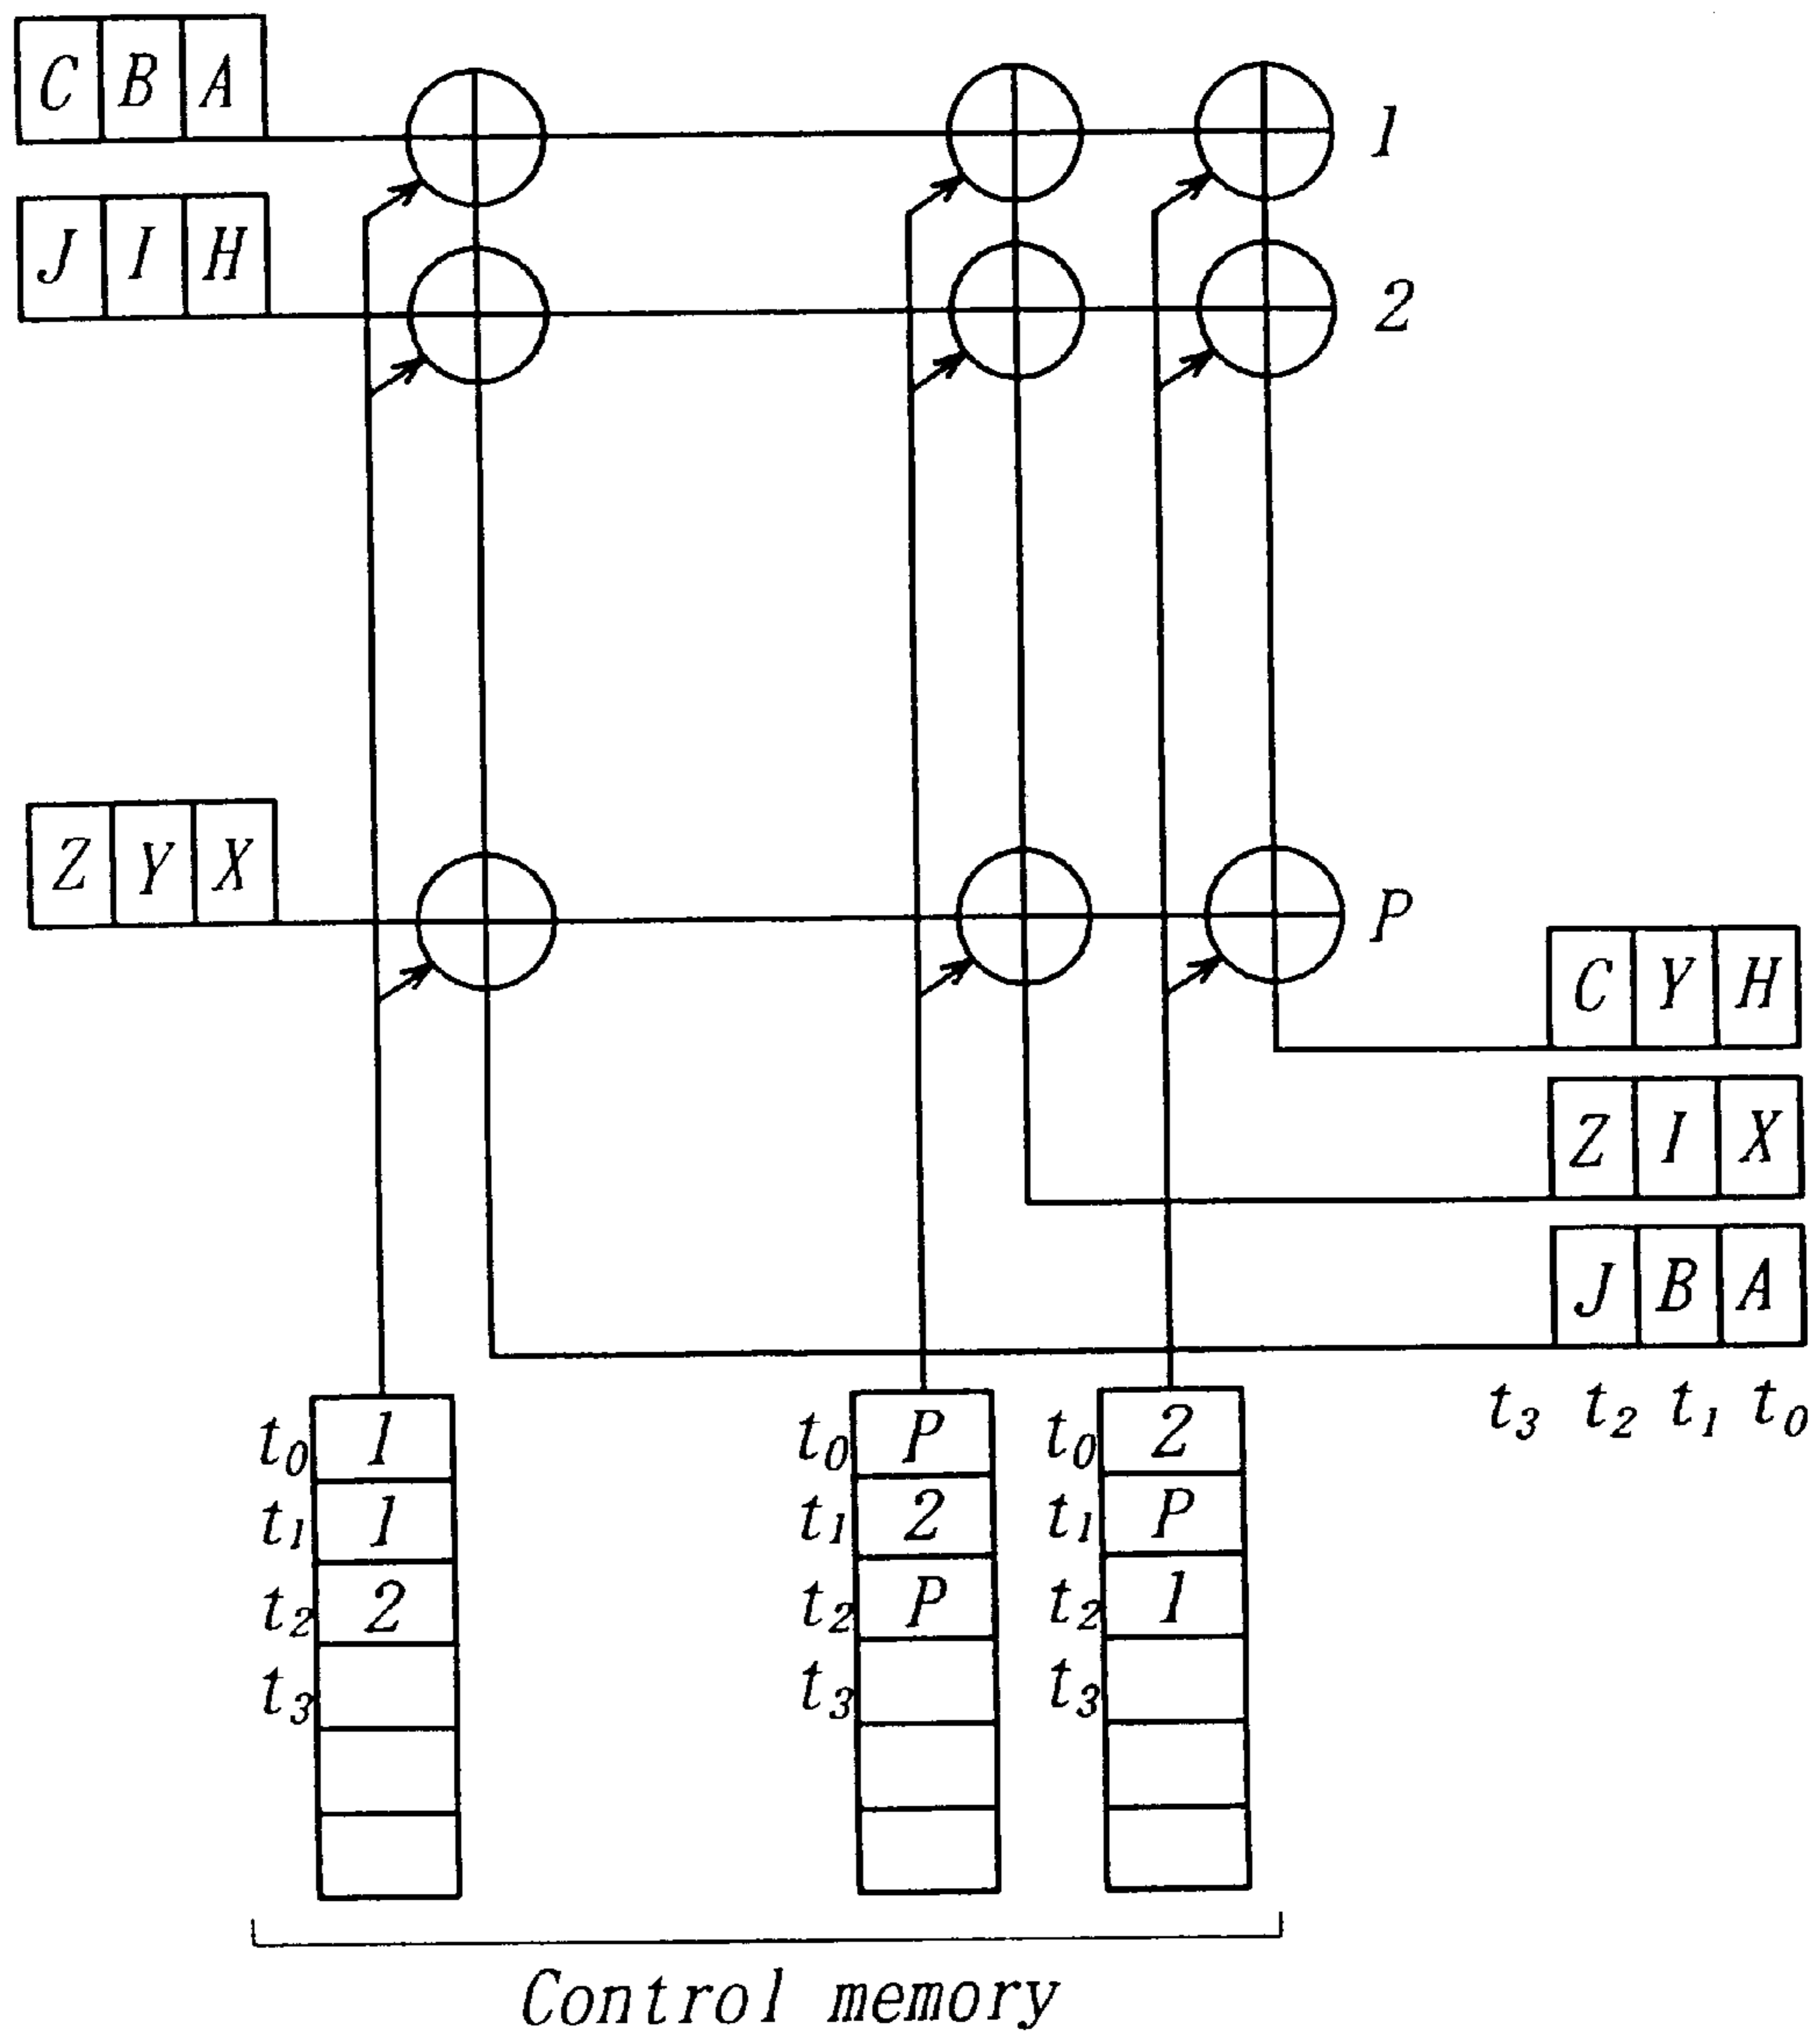 C B A
1
J I H
2
Z Y X
P
C Y H
Z I X
J B A
t3 t2 t1 t0
t0 1 t0 P t0 2
t1 1 t1 2 t1 P
t2 2 t2 P t2 1
t3 t3 t3
Control memory